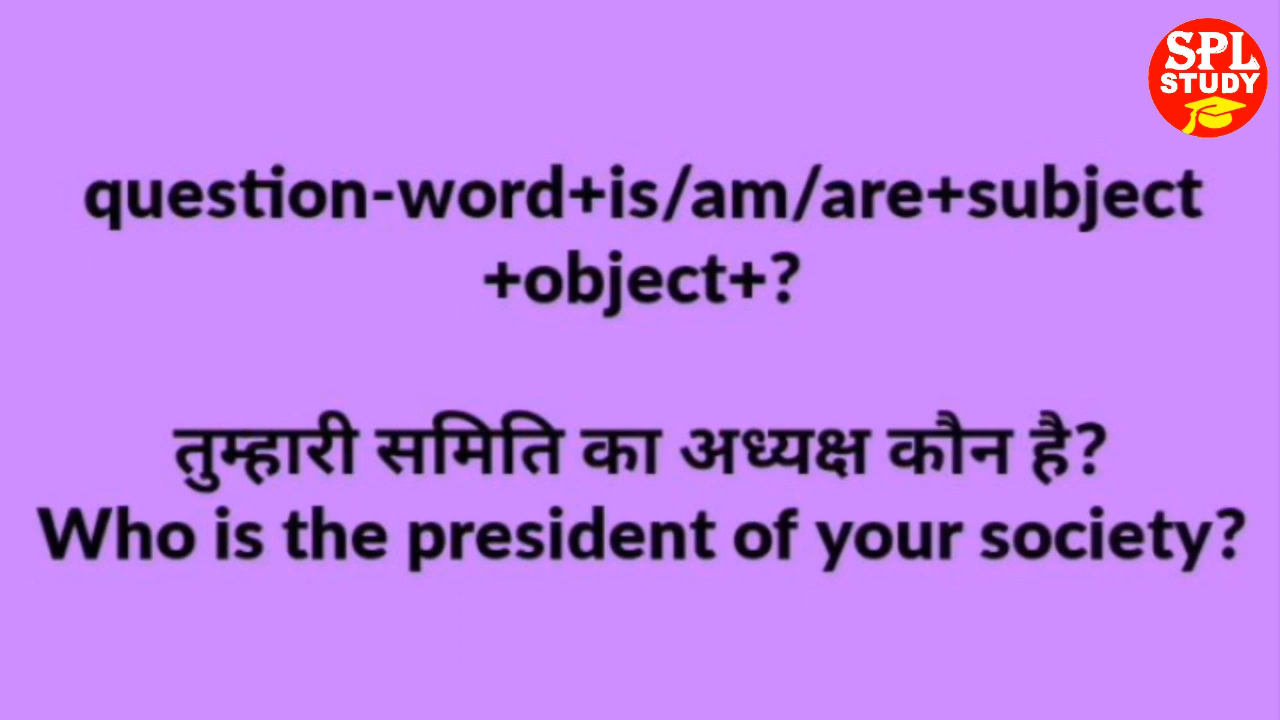 SPL
STUDY
question-word+is/am/are+subject
+object+?
तुम्हारी समिति का अध्यक्ष कौन है?
Who is the president of your society?